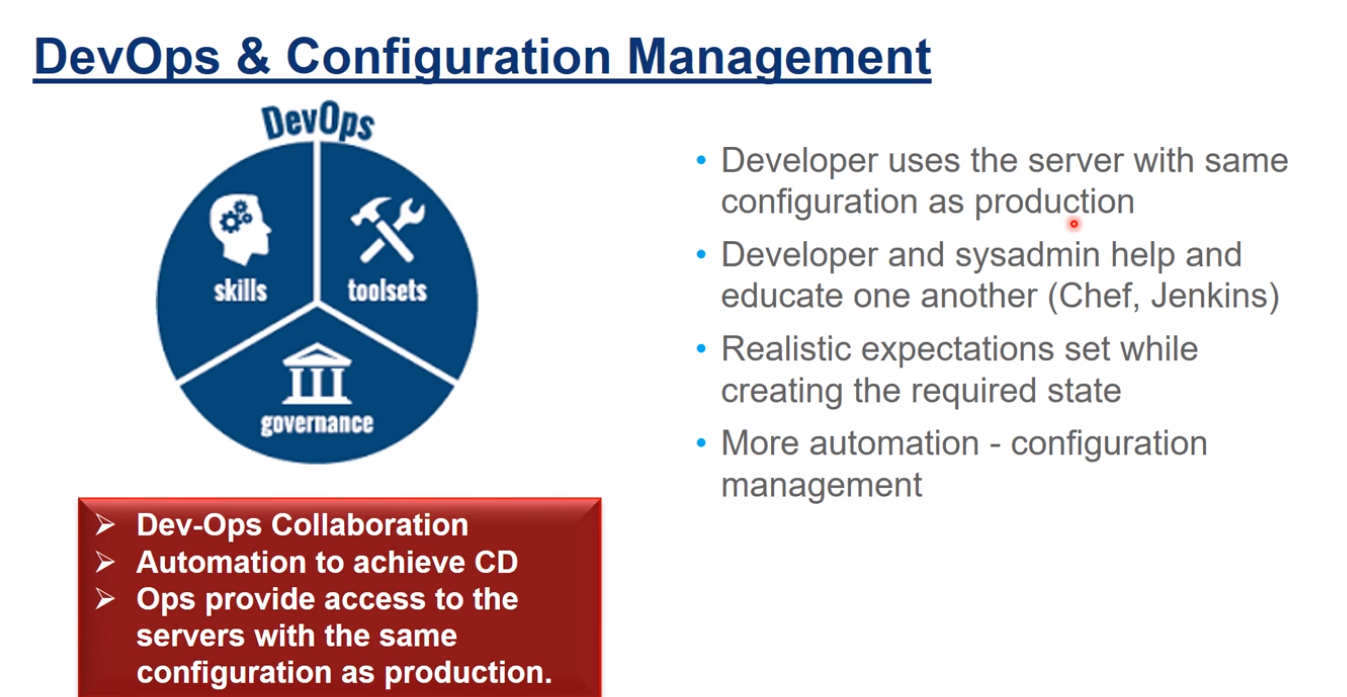 DevOps & Configuration Management
DevOps
skills
toolsets
governance
• Developer uses the server with same
configuration as production
• Developer and sysadmin help and
educate one another (Chef, Jenkins)
• Realistic expectations set while
creating the required state
• More automation - configuration
management
➢ Dev-Ops Collaboration
➢ Automation to achieve CD
➢ Ops provide access to the
servers with the same
configuration as production.